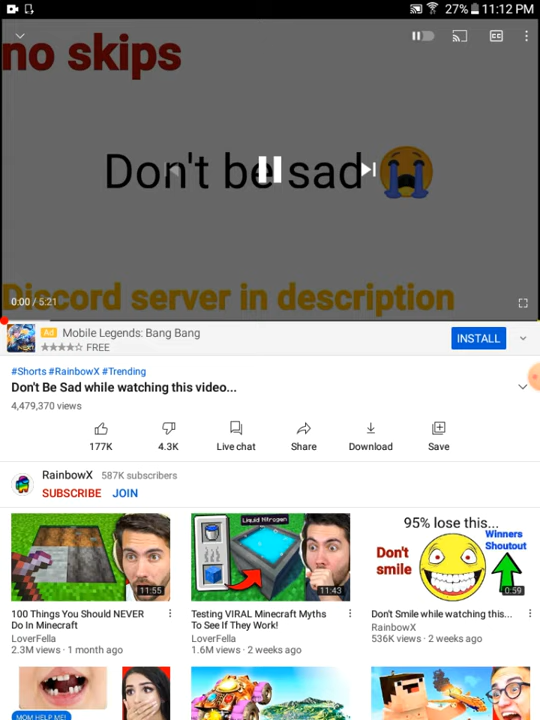 27% 11:12 PM
no skips
Don't be sad😭
0:00 / 5:21
Discord server in description
Ad Mobile Legends: Bang Bang
FREE
INSTALL
#Shorts #RainbowX #Trending
Don't Be Sad while watching this video...
4,479,370 views
177K 4.3K Live chat Share Download Save
RainbowX 587K subscribers
SUBSCRIBE JOIN
11:55
100 Things You Should NEVER
Do In Minecraft
LoverFella
2.3M views · 1 month ago
Liquid Nitrogen
11:43
Testing VIRAL Minecraft Myths
To See If They Work!
LoverFella
1.6M views · 2 weeks ago
95% lose this...
Don't
smile
Winners
Shoutout
0:59
Don't Smile while watching this...
RainbowX
536K views · 2 weeks ago
MOM HELP ME!